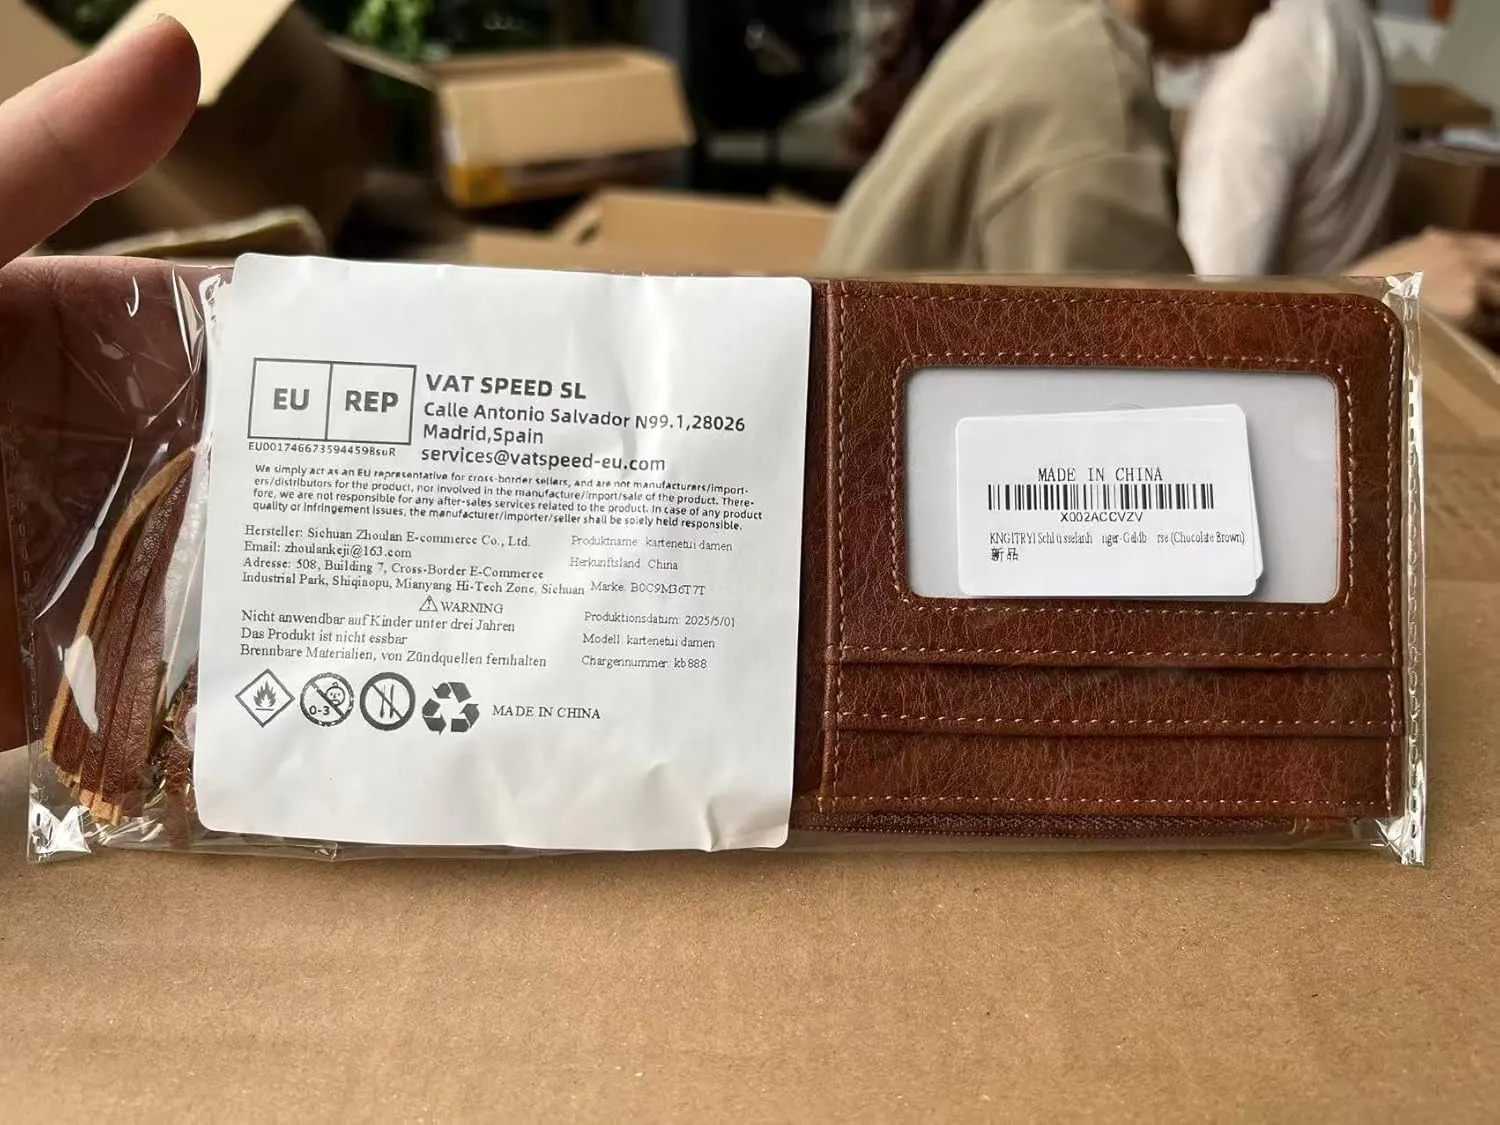 EU REP
EU001746673594459BsuR
VAT SPEED SL
Calle Antonio Salvador N99.1,28026
Madrid,Spain
services@vatspeed-eu.com
We simply act as an EU representative for cross-border sellers, and are not manufacturers/import-
ers/distributors for the product, nor involved in the manufacture/import/sale of the product. There-
fore, we are not responsible for any after-sales services related to the product. In case of any product
quality or infringement issues, the manufacturer/importer/seller shall be solely held responsible.
Hersteller: Sichuan Zhoulan E-commerce Co., Ltd.
Email: zhoulankeji@163.com
Adresse: 508, Building 7, Cross-Border E-Commerce
Industrial Park, Shiqiaopu, Mianyang Hi-Tech Zone, Sichuan
Produktname: kartenetui damen
Herkunftsland: China
Marke: B0C9M36T7T
⚠ WARNING
Nicht anwendbar auf Kinder unter drei Jahren
Das Produkt ist nicht essbar
Brennbare Materialien, von Zündquellen fernhalten
Produktionsdatum: 2025/5/01
Modell: kartenetui damen
Chargennummer: kb888
0-3
MADE IN CHINA
MADE IN CHINA
X002ACCVZV
KNGITRYI Schlüsselanh uger-Geldb rse (Chocolate Brown)
新品